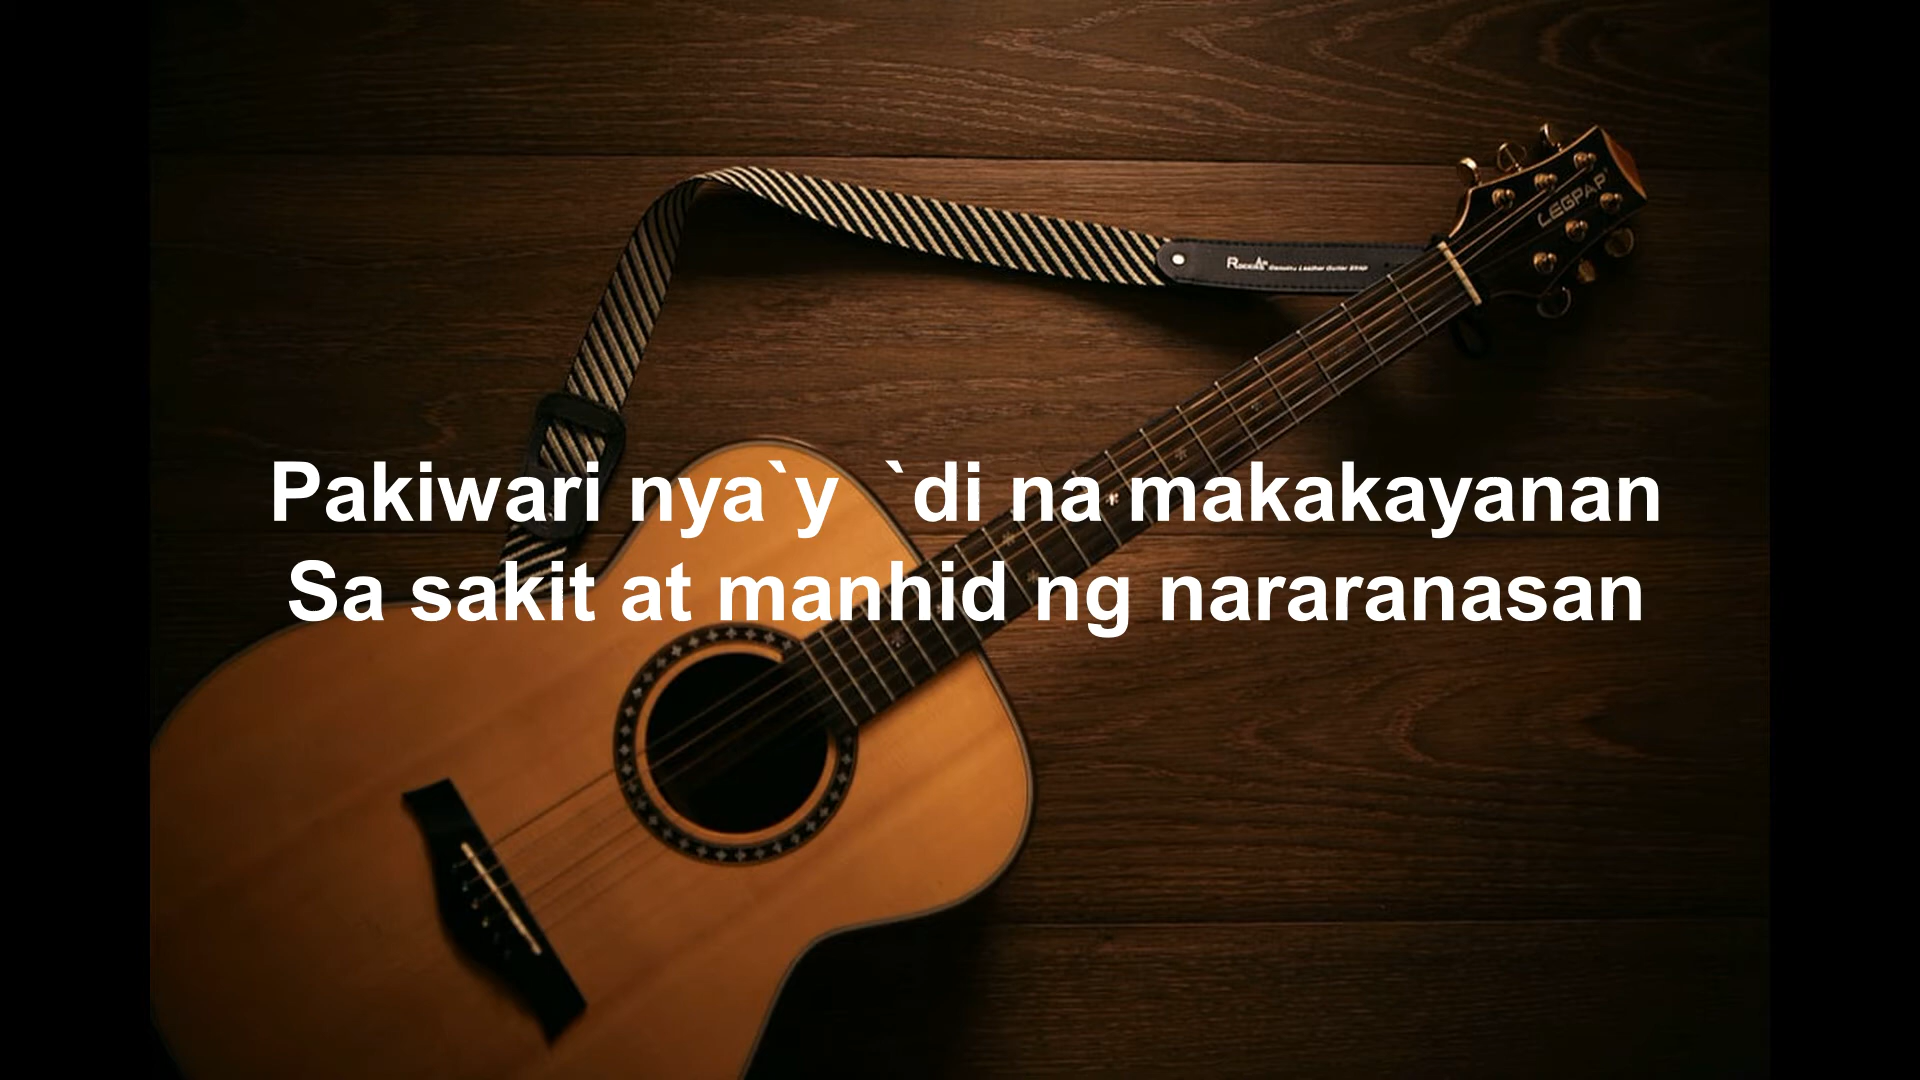 LEGPAP
Pakiwari nya`y `di na makakayanan
Sa sakit at manhid ng nararanasan